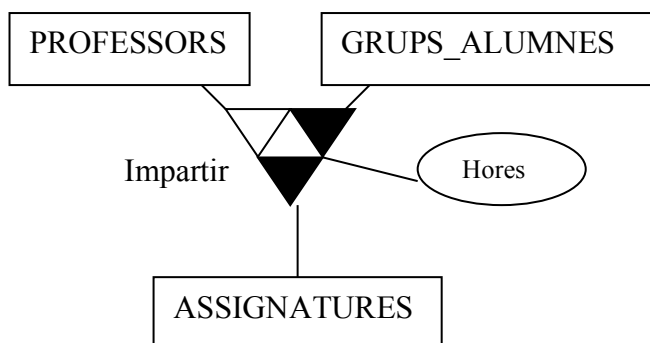 PROFESSORS
GRUPS_ALUMNES
Impartir
Hores
ASSIGNATURES